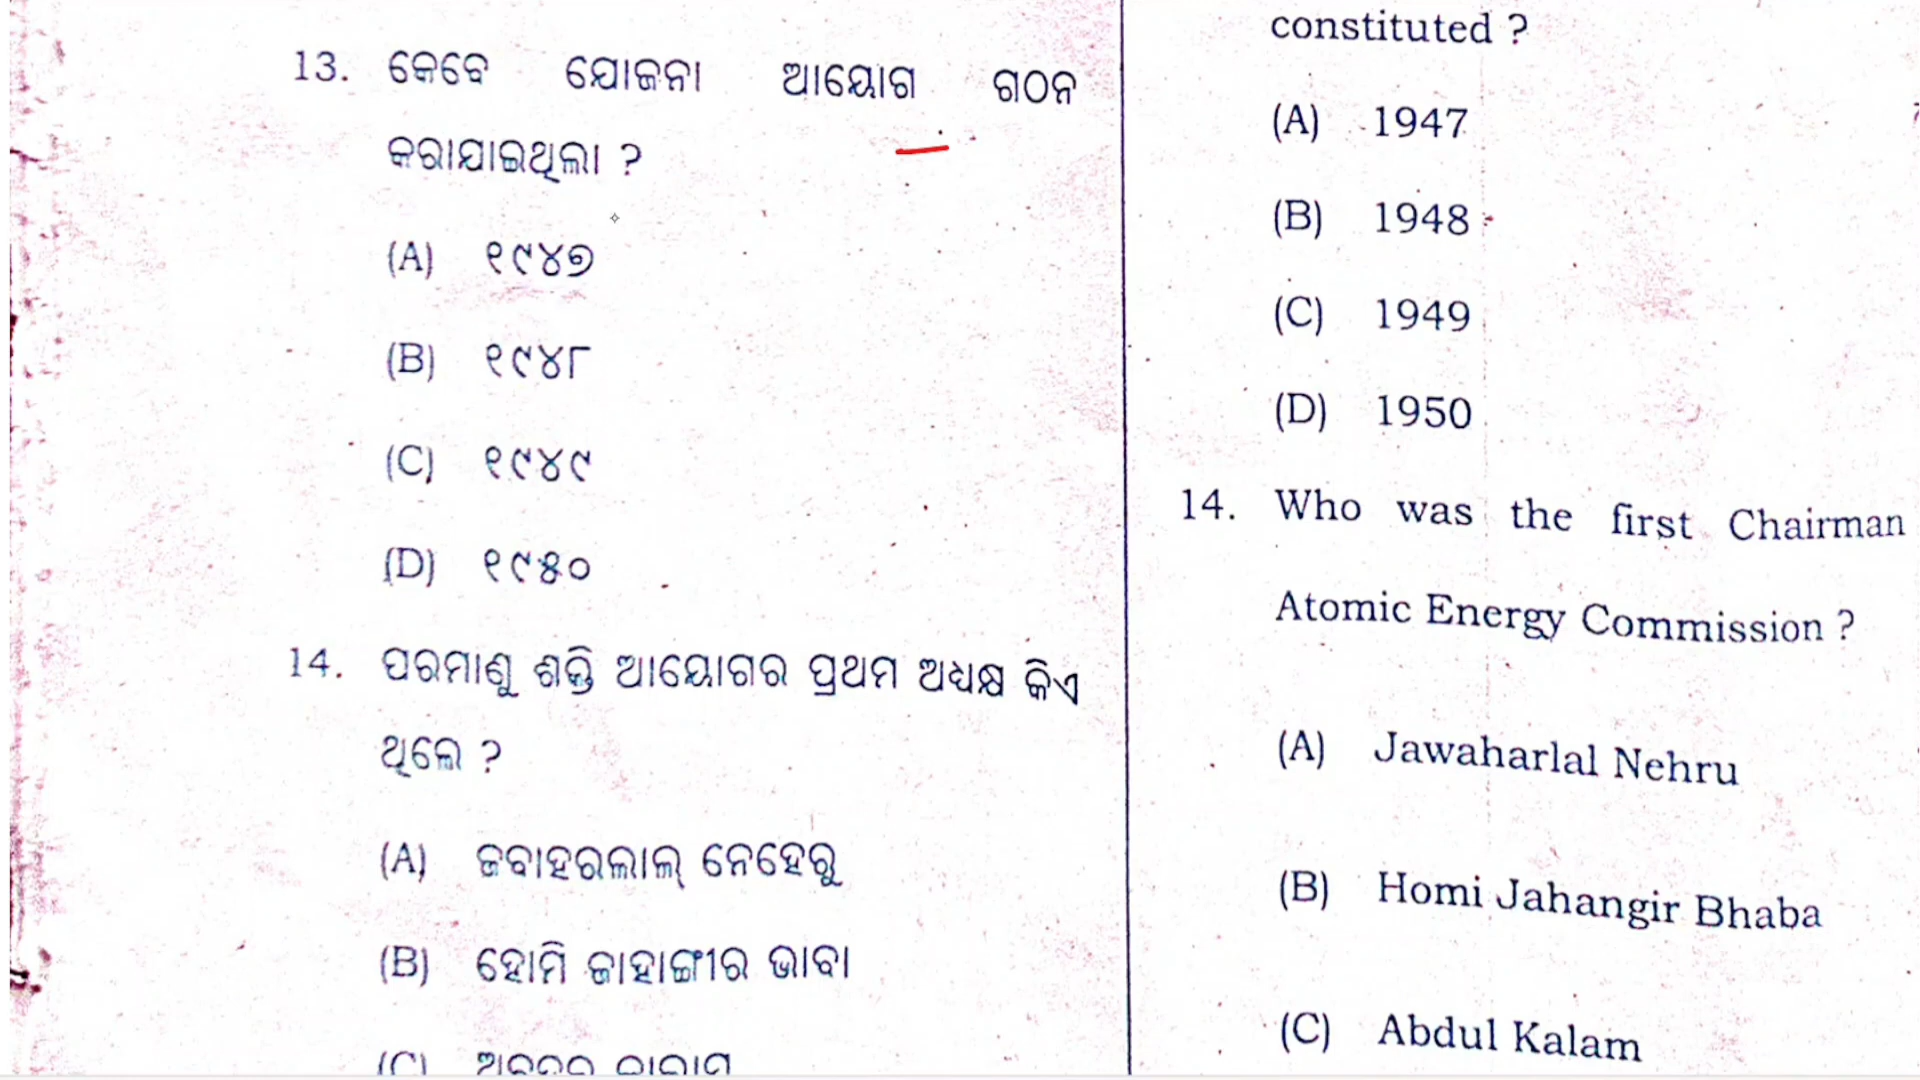 13. କେବେ ଯୋଜନା ଆୟୋଗ ଗଠନ
କରାଯାଇଥିଲା ?
(A) ୧୯୪୭
(B) ୧୯୪୮
(C) ୧୯୪୯
(D) ୧୯୫୦
14. ପରମାଣୁ ଶକ୍ତି ଆୟୋଗର ପ୍ରଥମ ଅଧ୍ୟକ୍ଷ କିଏ
ଥିଲେ ?
(A) ଜବାହରଲାଲ୍ ନେହେରୁ
(B) ହୋମି ଜାହାଙ୍ଗୀର ଭାବା
(C)
constituted ?
(A) 1947
(B) 1948
(C) 1949
(D) 1950
14. Who was the first Chairman
Atomic Energy Commission ?
(A) Jawaharlal Nehru
(B) Homi Jahangir Bhaba
(C) Abdul Kalam